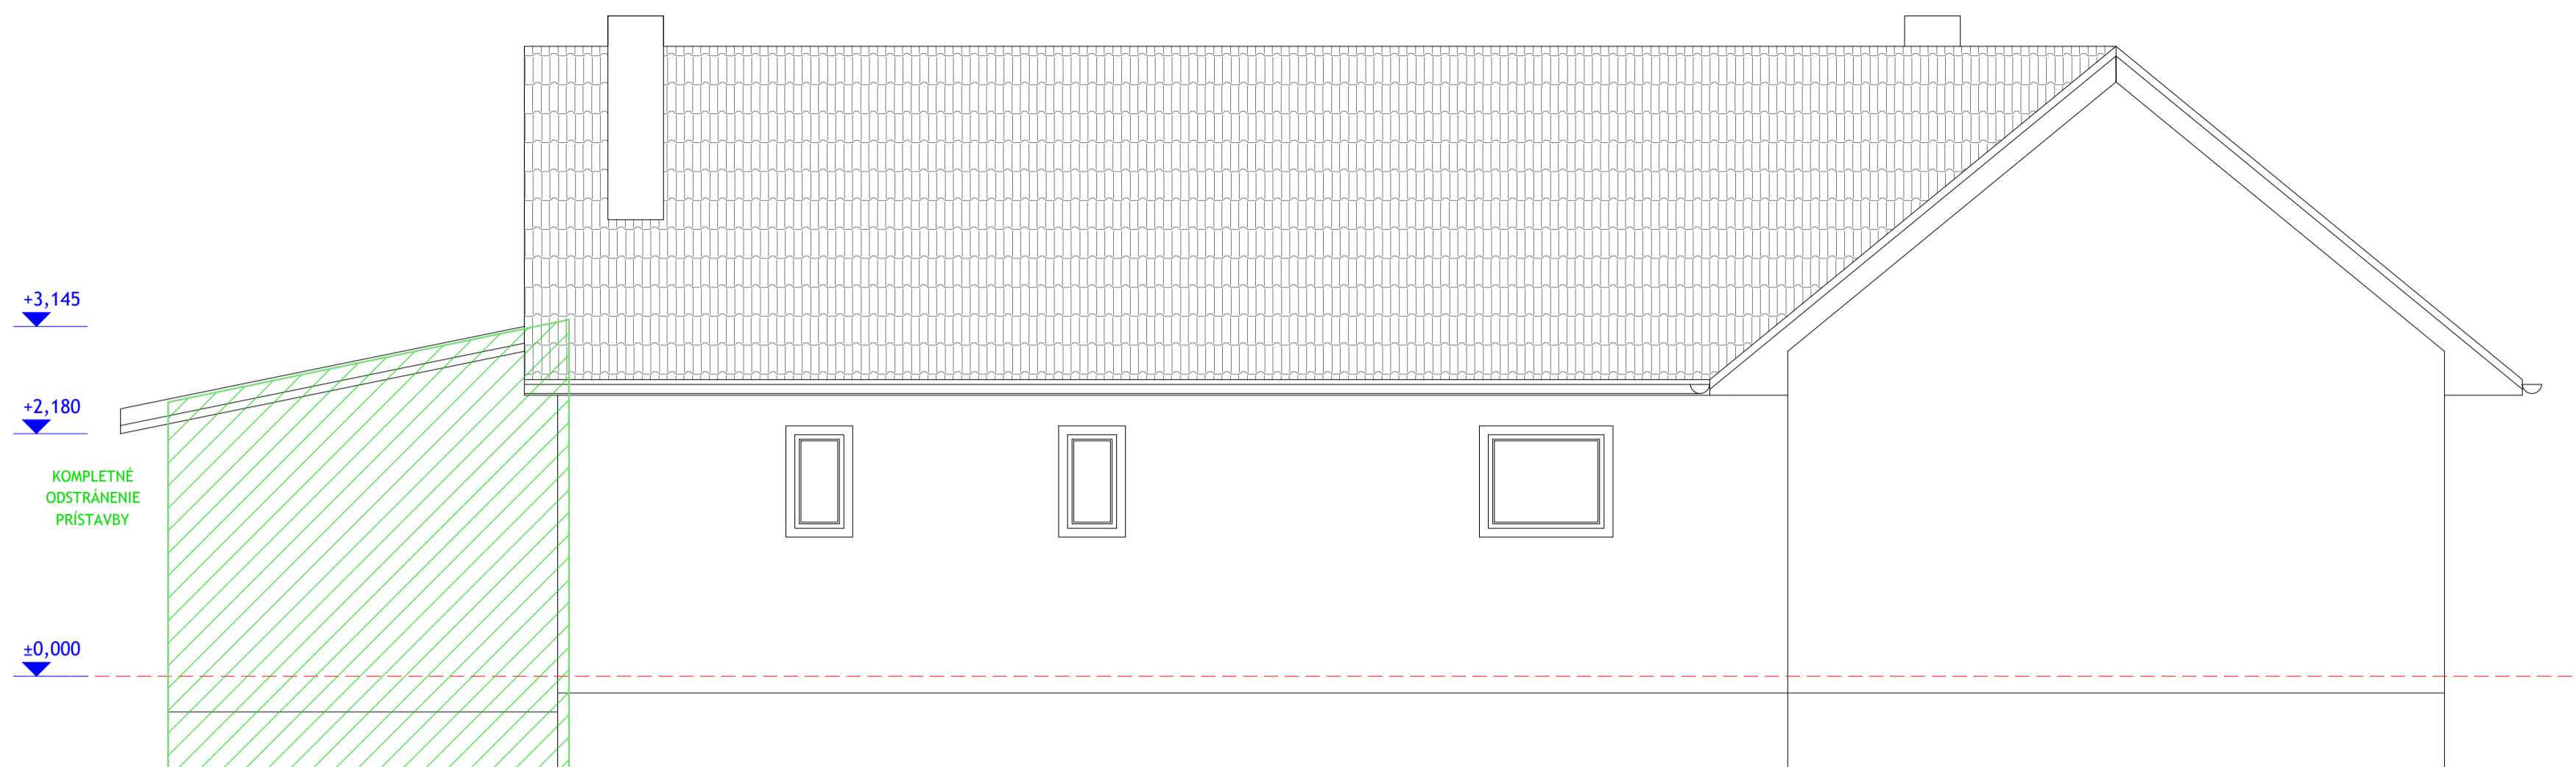 +3,145
+2,180
KOMPLETNÉ
ODSTRÁNENIE
PRÍSTAVBY
±0,000